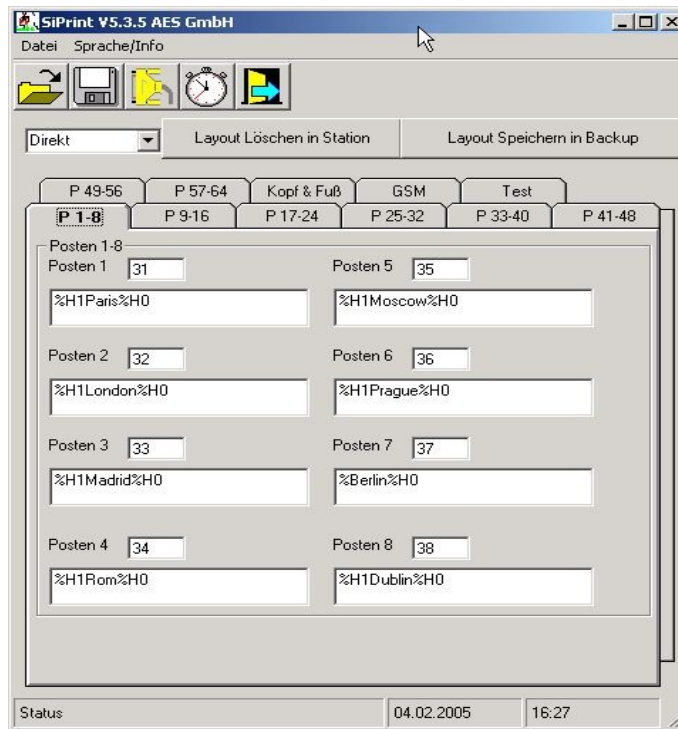 SiPrint V5.3.5 AES GmbH
Datei Sprache/Info
Direkt Layout Löschen in Station Layout Speichern in Backup
P 49-56 P 57-64 Kopf & Fuß GSM Test
P 1-8 P 9-16 P 17-24 P 25-32 P 33-40 P 41-48
Posten 1-8
Posten 1 31 Posten 5 35
%H1Paris%H0 %H1Moscow%H0
Posten 2 32 Posten 6 36
%H1London%H0 %H1Prague%H0
Posten 3 33 Posten 7 37
%H1Madrid%H0 %Berlin%H0
Posten 4 34 Posten 8 38
%H1Rom%H0 %H1Dublin%H0
Status 04.02.2005 16:27